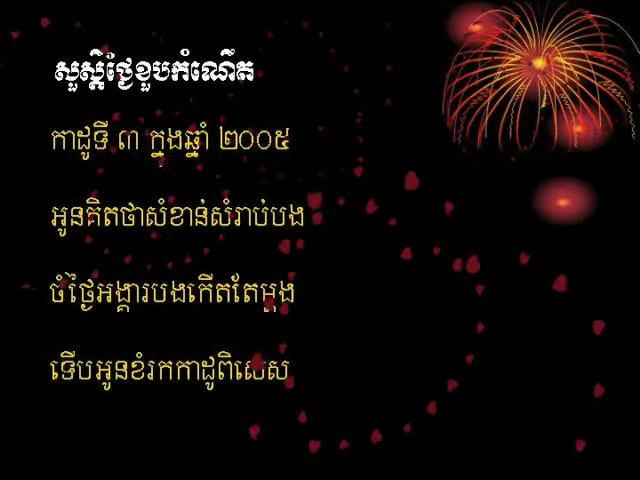 សួស្តិ៍ថ្ងៃខួបកំណើត
កាដូទី ៣ ក្នុងឆ្នាំ ២០០៥
អូនគិតថាសំខាន់សំរាប់បង
ចំថ្ងៃអង្គារបងកើតតែម្តង
ទើបអូនខំរកកាដូពិសេស